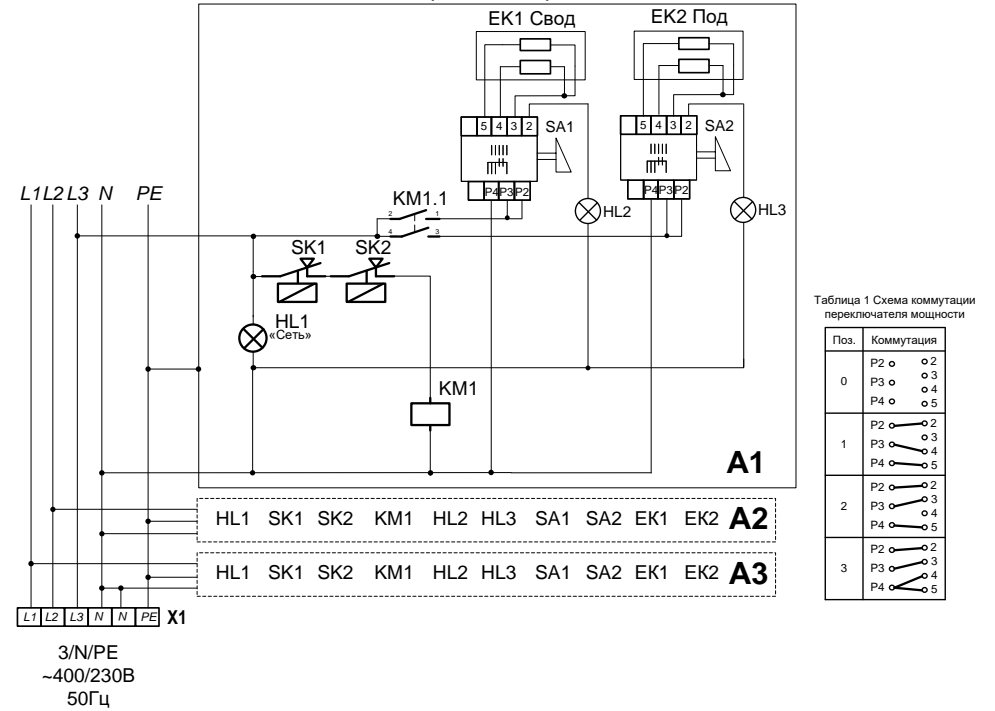 EK1 Свод
EK2 Под
5 4 3 2
SA1
5 4 3 2
SA2
P4 P3 P2
P4 P3 P2
L1 L2 L3 N PE
KM1.1
2 1
4 3
HL2
HL3
SK1
SK2
HL1
«Сеть»
KM1
A1
HL1 SK1 SK2 KM1 HL2 HL3 SA1 SA2 EK1 EK2 A2
HL1 SK1 SK2 KM1 HL2 HL3 SA1 SA2 EK1 EK2 A3
L1 L2 L3 N N PE X1
3/N/PE
~400/230В
50Гц
Таблица 1 Схема коммутации
переключателя мощности
Поз. Коммутация
0
P2 2
P3 3
4
P4 5
1
P2 2
P3 3
4
P4 5
2
P2 2
P3 3
4
P4 5
3
P2 2
P3 3
4
P4 5